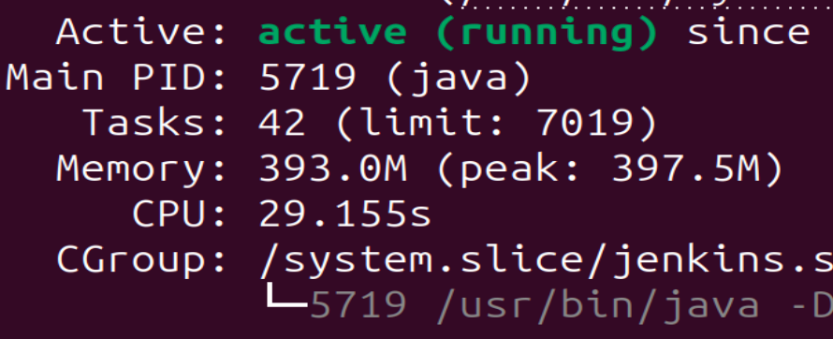 Active: active (running) since
Main PID: 5719 (java)
Tasks: 42 (limit: 7019)
Memory: 393.0M (peak: 397.5M)
CPU: 29.155s
CGroup: /system.slice/jenkins.s
└─5719 /usr/bin/java -D